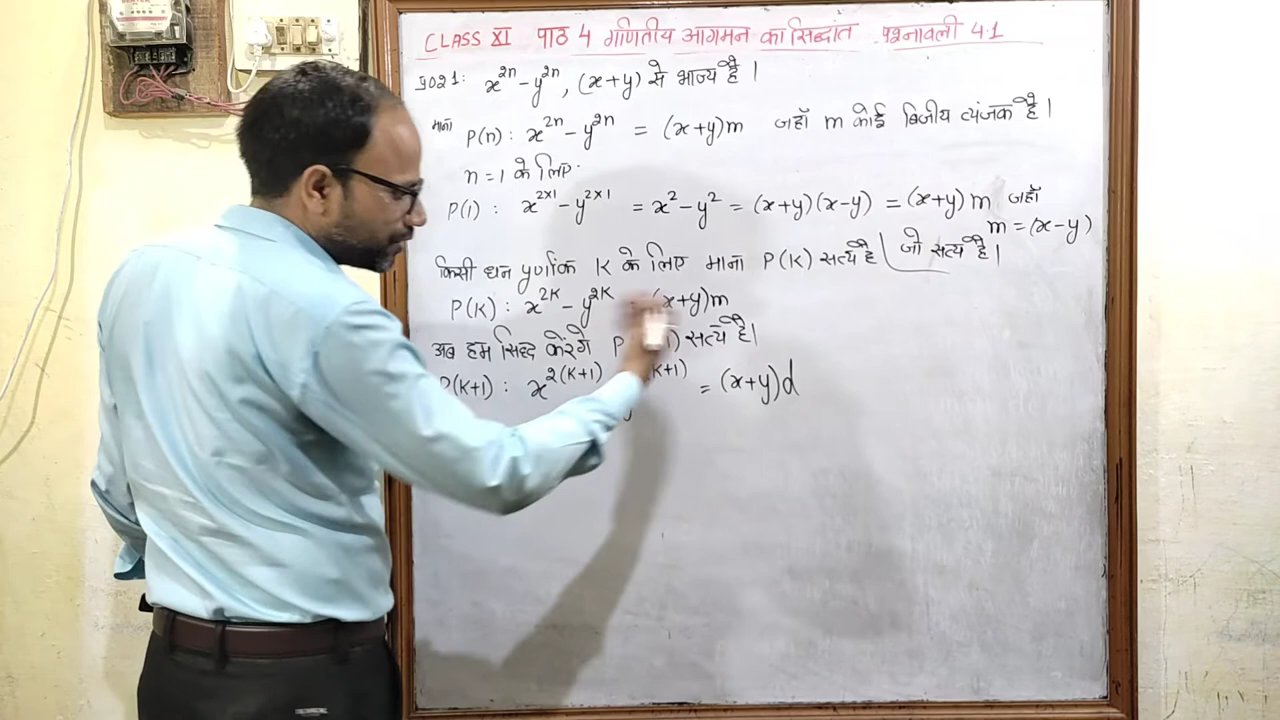 CLASS XI पाठ 4 गणितीय आगमन का सिद्धांत प्रश्नावली 4.1
प्र021: x^{2n} - y^{2n}, (x+y) से भाज्य है।
माना P(n): x^{2n} - y^{2n} = (x+y)m जहाँ m कोई बिजीय व्यंजक है।
n=1 के लिए
P(1): x^{2×1} - y^{2×1} = x^2 - y^2 = (x+y)(x-y) = (x+y)m जहाँ
m = (x-y)
जो सत्य है।
किसी धन पूर्णांक K के लिए माना P(K) सत्य है
P(K): x^{2K} - y^{2K} = (x+y)m
अब हम सिद्ध करेंगे P 1) सत्य है।
P(K+1): x^{2(K+1)} K+1) = (x+y)d